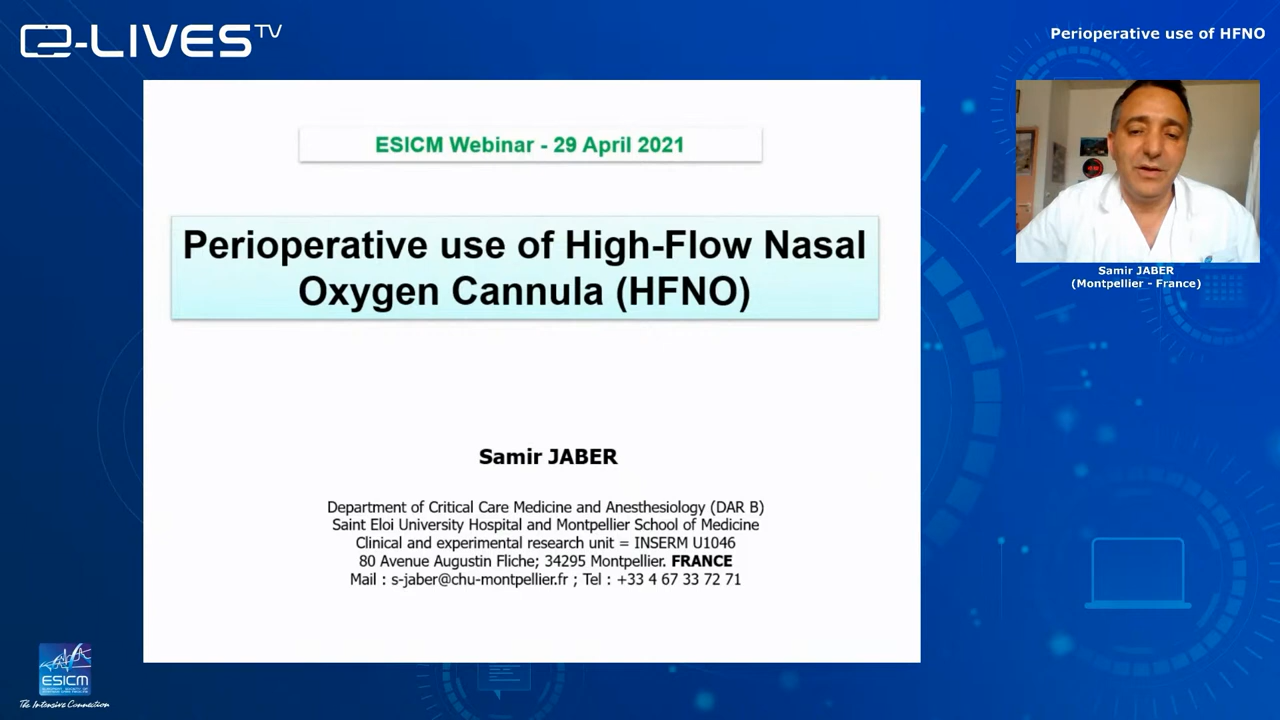 e-LIVES TV
Perioperative use of HFNO
ESICM Webinar - 29 April 2021
Perioperative use of High-Flow Nasal
Oxygen Cannula (HFNO)
Samir JABER
(Montpellier - France)
Samir JABER
Department of Critical Care Medicine and Anesthesiology (DAR B)
Saint Eloi University Hospital and Montpellier School of Medicine
Clinical and experimental research unit = INSERM U1046
80 Avenue Augustin Fliche; 34295 Montpellier. FRANCE
Mail : s-jaber@chu-montpellier.fr ; Tel : +33 4 67 33 72 71
ESICM
The Intensive Connection